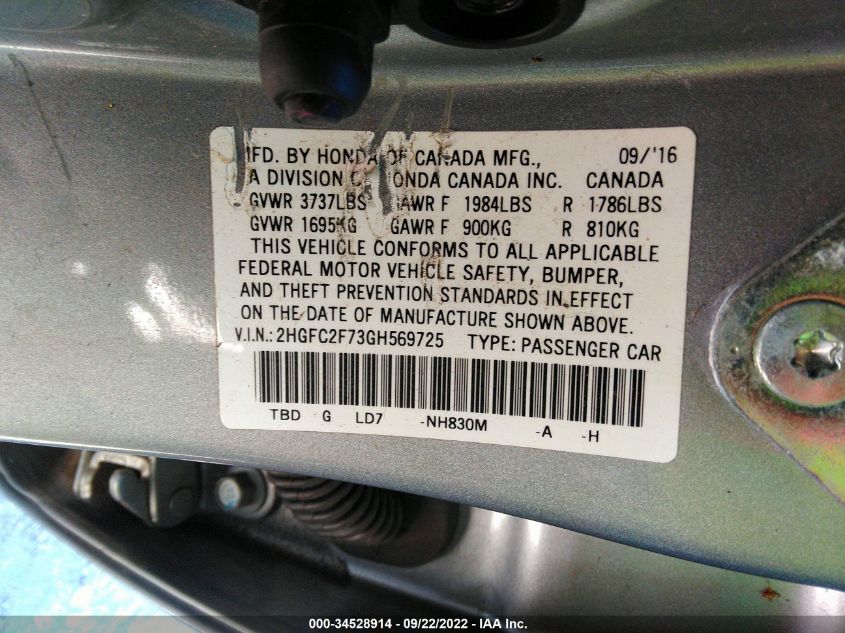 MFD. BY HONDA OF CANADA MFG., 09/'16
A DIVISION OF HONDA CANADA INC. CANADA
GVWR 3737LBS GAWR F 1984LBS R 1786LBS
GVWR 1695KG GAWR F 900KG R 810KG
THIS VEHICLE CONFORMS TO ALL APPLICABLE
FEDERAL MOTOR VEHICLE SAFETY, BUMPER,
AND THEFT PREVENTION STANDARDS IN EFFECT
ON THE DATE OF MANUFACTURE SHOWN ABOVE.
V.I.N.: 2HGFC2F73GH569725 TYPE: PASSENGER CAR
TBD G LD7 -NH830M -A -H
000-34528914 - 09/22/2022 - IAA Inc.